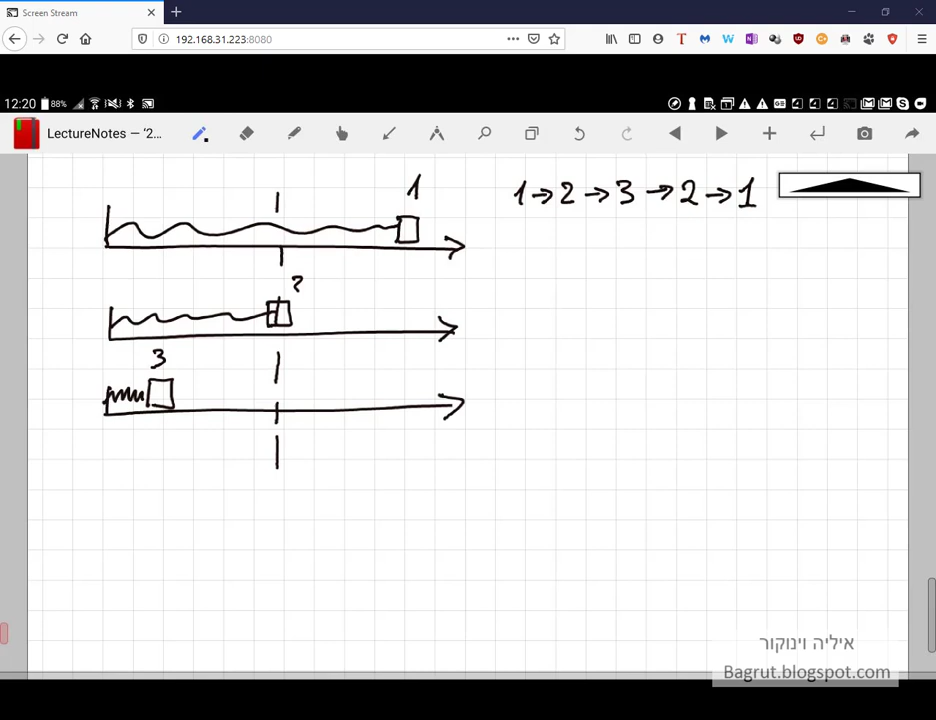 Screen Stream
192.168.31.223:8080
12:20 88%
LectureNotes — ‘2...
1
1→2→3→2→1
2
3
איליה וינוקור
Bagrut.blogspot.com